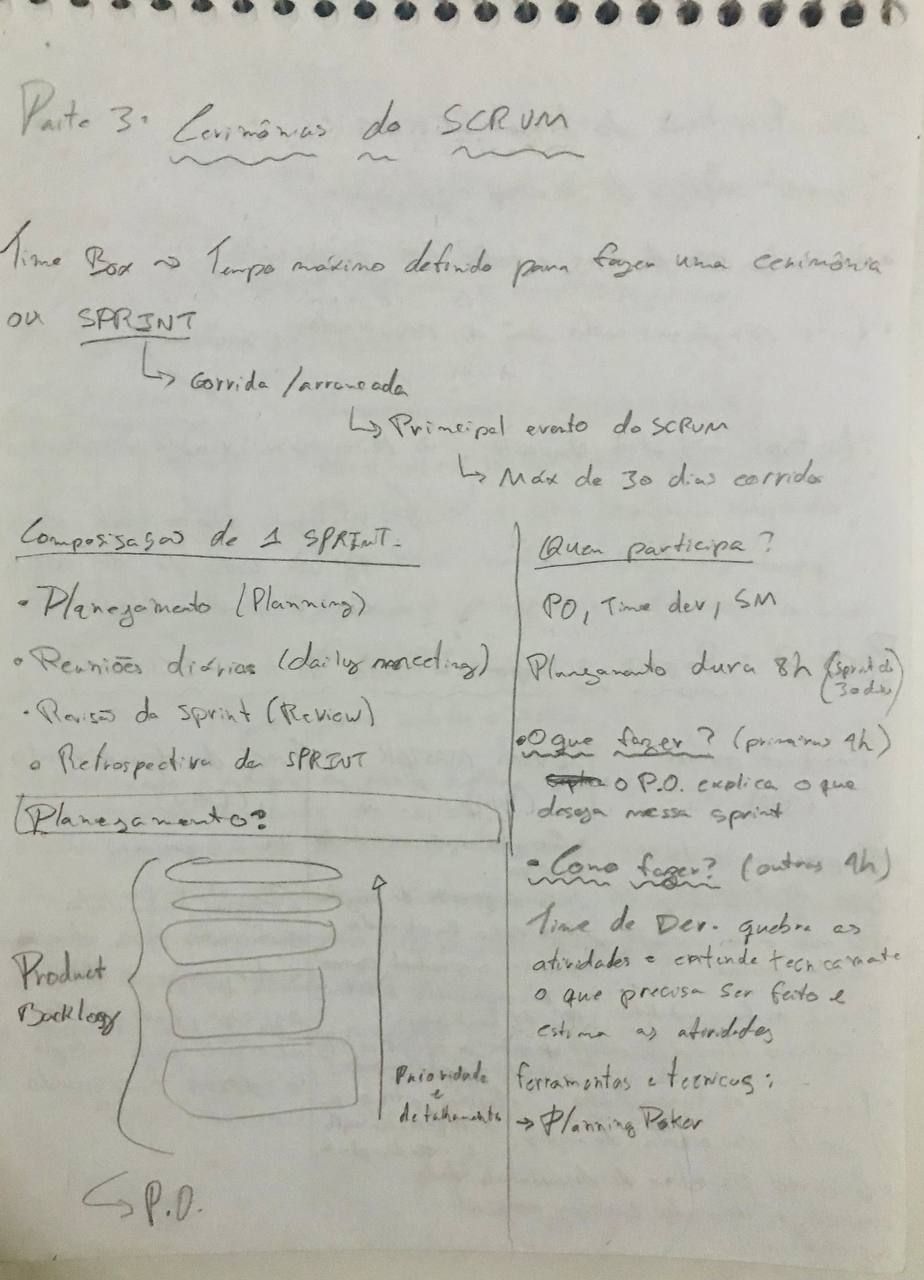 Parte 3: Cerimônias do SCRUM
Time Box ~> Tempo máximo definido para fazer uma cerimônia
ou SPRINT
↳ Corrida / arrancada
↳ Principal evento do SCRUM
↳ Máx de 30 dias corridos
Composisação de 1 SPRINT.
• Planejamento (Planning)
• Reuniões diárias (daily meeting)
• Revisão da sprint (Review)
• Retrospectiva da SPRINT
Planejamento?
Product
Backlog
Prioridade
e
detalhamento
↳ P.O.
Quem participa?
PO, Time dev, SM
Planejamento dura 8h (sprint de
30 dias)
• O que fazer? (primeiras 4h)
o P.O. explica o que
deseja nessa sprint
• Como fazer? (outras 4h)
Time de Dev. quebra as
atividades e entende tecnicamente
o que precisa ser feito e
estima as atividades
ferramentas e tecnicas:
→ Planning Poker